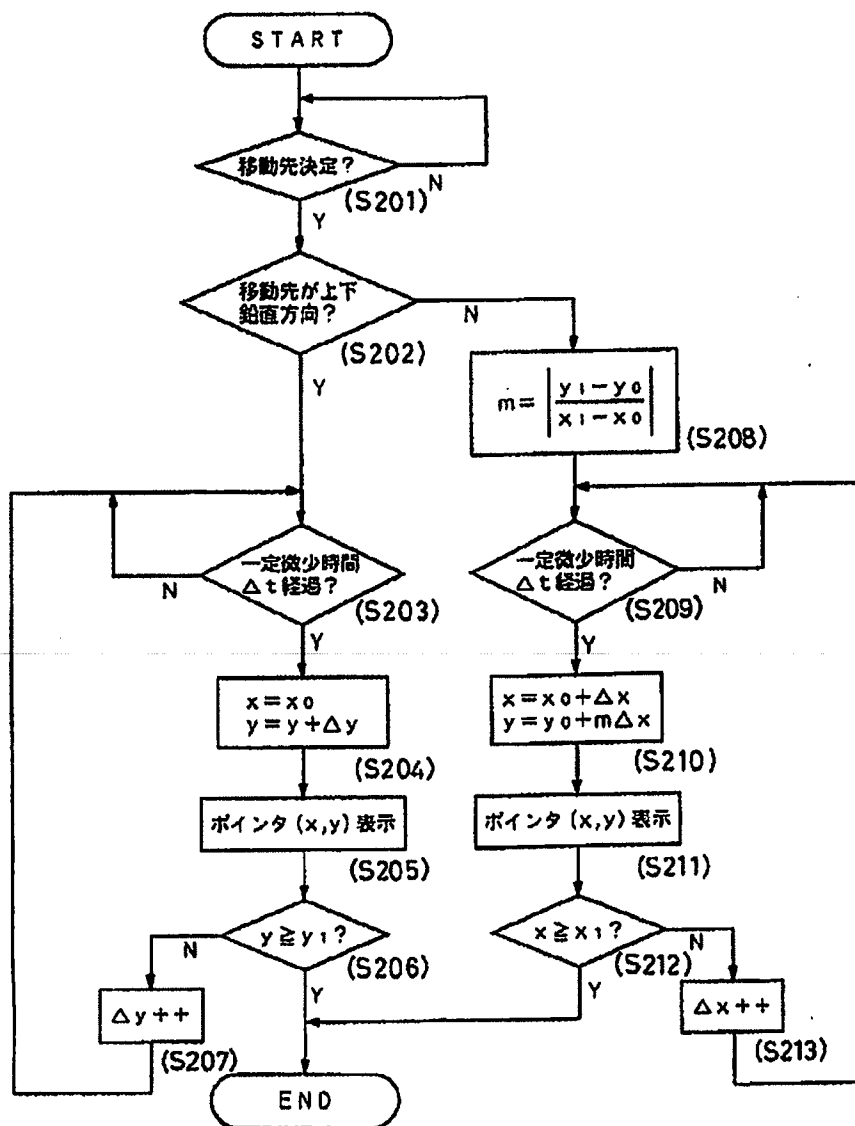 START
移動先決定?
N
(S201)
Y
移動先が上下
鉛直方向?
N
(S202)
Y
m=|y1-y0/x1-x0|
(S208)
一定微少時間
Δt経過?
N
(S203)
Y
x=x0
y=y+Δy
(S204)
ポインタ(x,y)表示
(S205)
y≧y1?
N
(S206)
Y
Δy++
(S207)
一定微少時間
Δt経過?
N
(S209)
Y
x=x0+Δx
y=y0+mΔx
(S210)
ポインタ(x,y)表示
(S211)
x≧x1?
N
(S212)
Y
Δx++
(S213)
END